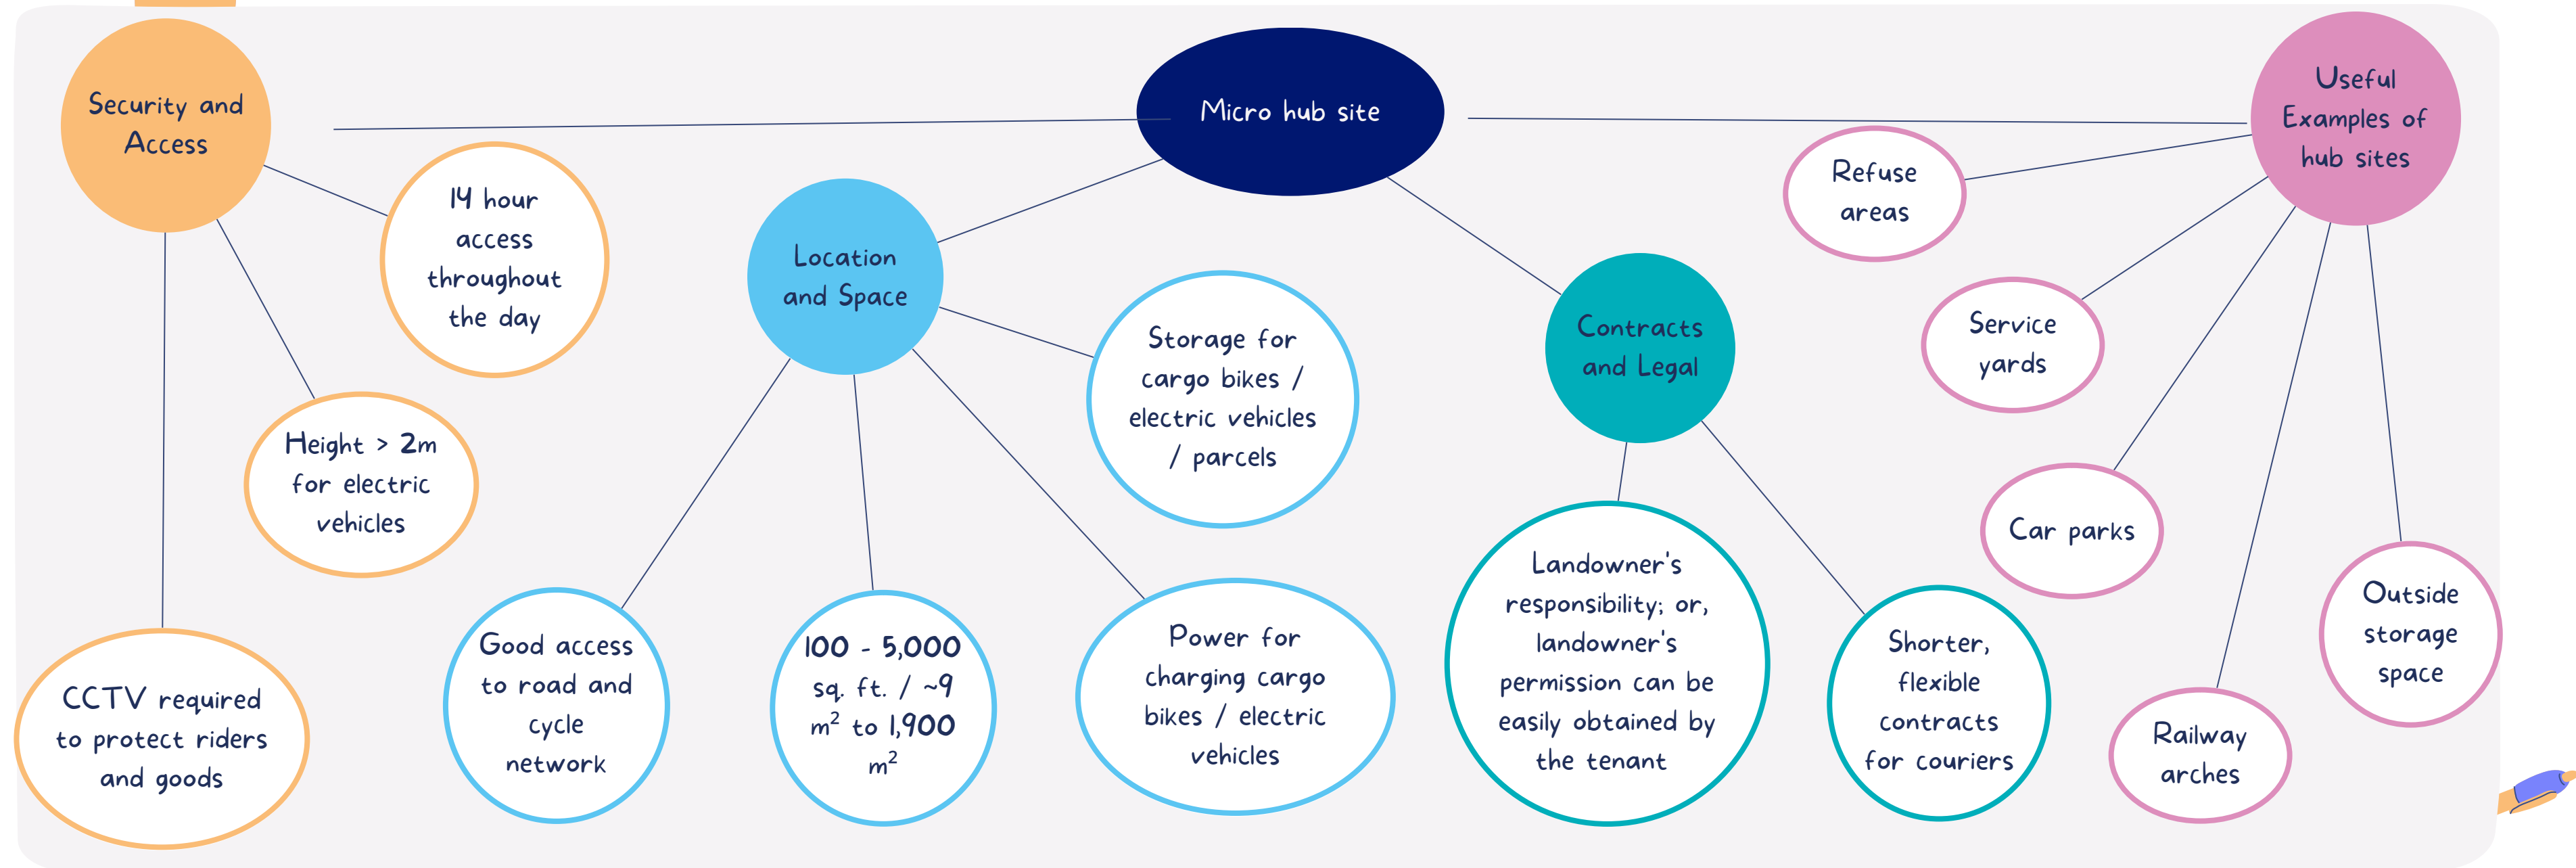 Micro hub site
Security and
Access
14 hour
access
throughout
the day
Height > 2m
for electric
vehicles
CCTV required
to protect riders
and goods
Location
and Space
Storage for
cargo bikes /
electric vehicles
/ parcels
Good access
to road and
cycle
network
100 - 5,000
sq. ft. / ~9
m² to 1,900
m²
Power for
charging cargo
bikes / electric
vehicles
Contracts
and Legal
Landowner's
responsibility; or,
landowner's
permission can be
easily obtained by
the tenant
Shorter,
flexible
contracts
for couriers
Useful
Examples of
hub sites
Refuse
areas
Service
yards
Car parks
Railway
arches
Outside
storage
space